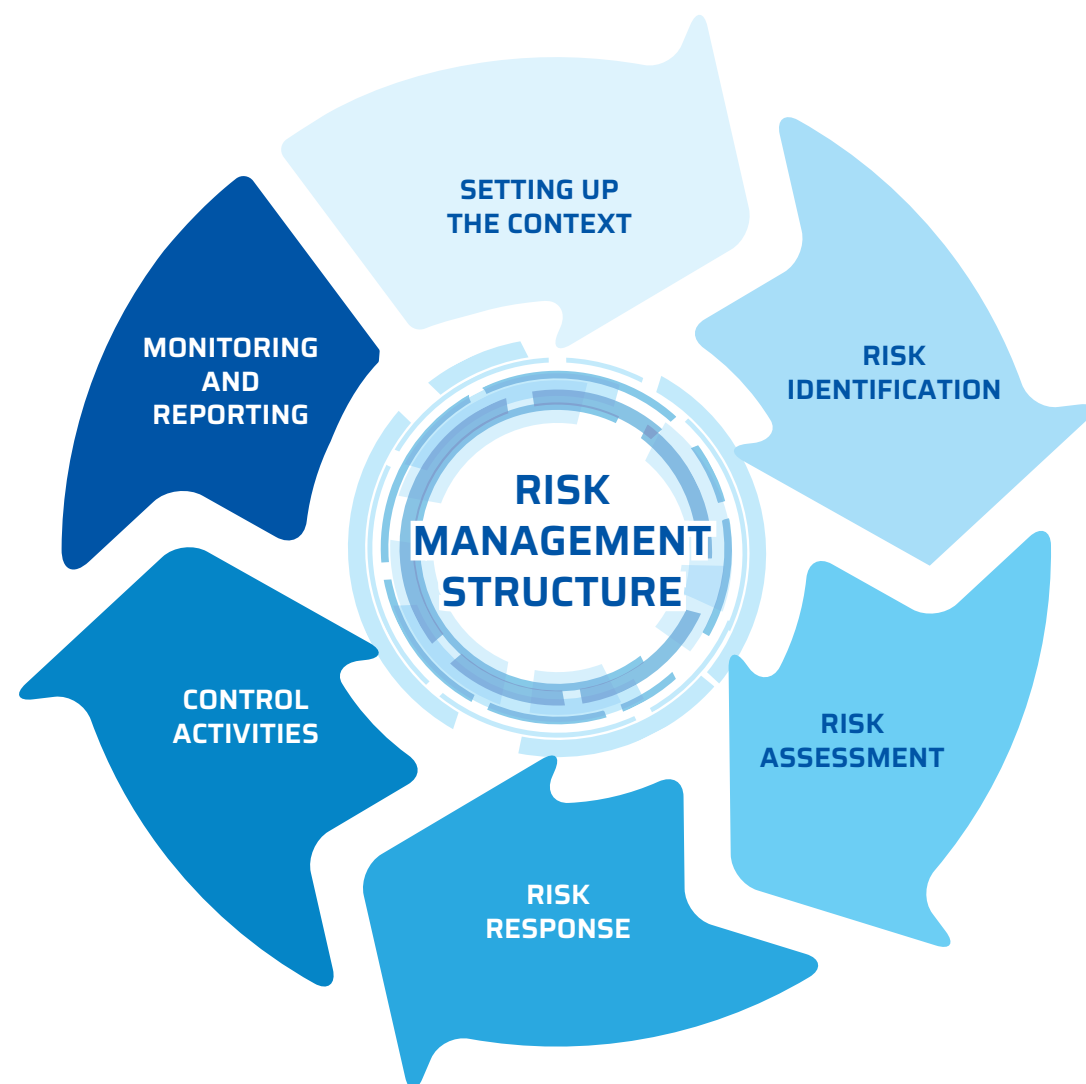 SETTING UP
THE CONTEXT
RISK
IDENTIFICATION
RISK
ASSESSMENT
RISK
RESPONSE
CONTROL
ACTIVITIES
MONITORING
AND
REPORTING
RISK
MANAGEMENT
STRUCTURE